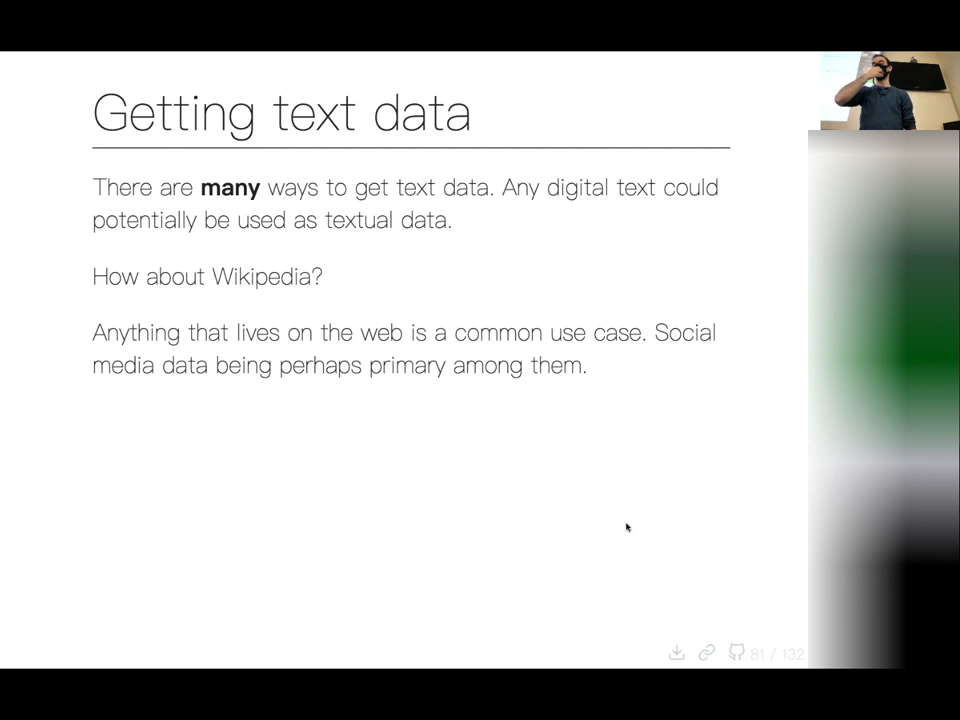 Getting text data
There are many ways to get text data. Any digital text could
potentially be used as textual data.
How about Wikipedia?
Anything that lives on the web is a common use case. Social
media data being perhaps primary among them.
81 / 132